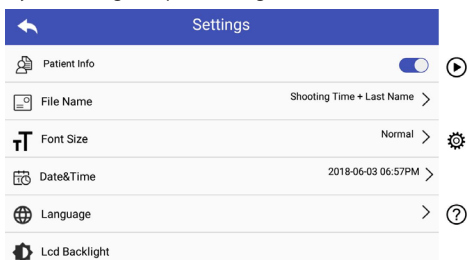 Settings
Patient Info
File Name Shooting Time + Last Name
Font Size Normal
Date&Time 2018-06-03 06:57PM
Language
Lcd Backlight